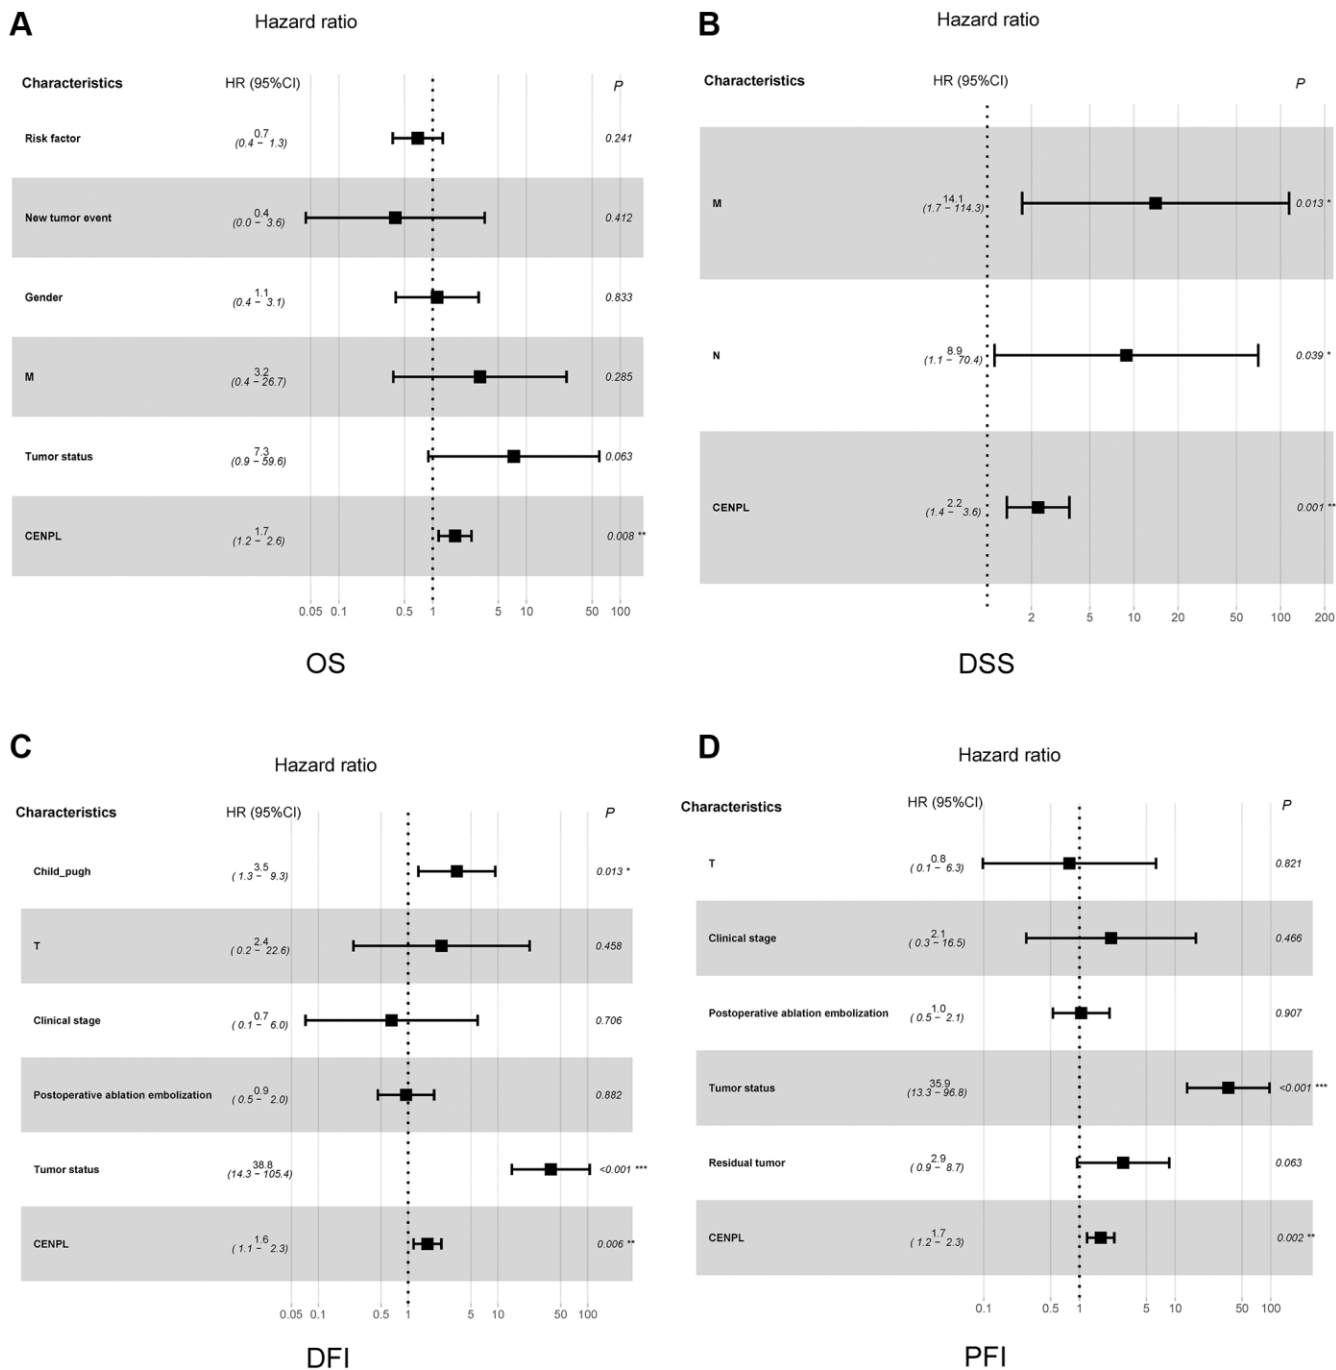 A
Hazard ratio
Characteristics HR (95%CI) P
Risk factor 0.7 (0.4 – 1.3) 0.241
New tumor event 0.4 (0.0 – 3.6) 0.412
Gender 1.1 (0.4 – 3.1) 0.833
M 3.2 (0.4 – 26.7) 0.285
Tumor status 7.3 (0.9 – 59.6) 0.063
CENPL 1.7 (1.2 – 2.6) 0.008 **
0.05 0.1 0.5 1 5 10 50 100
OS
B
Hazard ratio
Characteristics HR (95%CI) P
M 14.1 (1.7 – 114.3) 0.013 *
N 8.9 (1.1 – 70.4) 0.039 *
CENPL 2.2 (1.4 – 3.6) 0.001 **
2 5 10 20 50 100 200
DSS
C
Hazard ratio
Characteristics HR (95%CI) P
Child_pugh 3.5 ( 1.3 – 9.3) 0.013 *
T 2.4 ( 0.2 – 22.6) 0.458
Clinical stage 0.7 ( 0.1 – 6.0) 0.706
Postoperative ablation embolization 0.9 ( 0.5 – 2.0) 0.882
Tumor status 38.8 (14.3 – 105.4) <0.001 ***
CENPL 1.6 ( 1.1 – 2.3) 0.006 **
0.05 0.1 0.5 1 5 10 50 100
DFI
D
Hazard ratio
Characteristics HR (95%CI) P
T 0.8 ( 0.1 – 6.3) 0.821
Clinical stage 2.1 ( 0.3 – 16.5) 0.466
Postoperative ablation embolization 1.0 ( 0.5 – 2.1) 0.907
Tumor status 35.9 (13.3 – 96.8) <0.001 ***
Residual tumor 2.9 ( 0.9 – 8.7) 0.063
CENPL 1.7 ( 1.2 – 2.3) 0.002 **
0.1 0.5 1 5 10 50 100
PFI